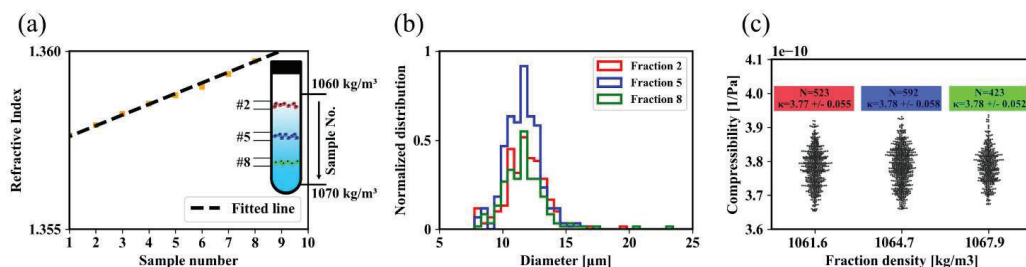 (a)
1.360
1.355
Refractive Index
1 2 3 4 5 6 7 8 9 10
Sample number
Fitted line
#2
#5
#8
Sample No.
1060 kg/m³
1070 kg/m³
(b)
1
0.5
0
Normalized distribution
5 10 15 20 25
Diameter [µm]
Fraction 2
Fraction 5
Fraction 8
(c)
1e−10
4.1
4.0
3.9
3.8
3.7
3.6
Compressibility [1/Pa]
N=523
κ=3.77 +/- 0.055
N=592
κ=3.78 +/- 0.058
N=423
κ=3.78 +/- 0.052
1061.6 1064.7 1067.9
Fraction density [kg/m3]